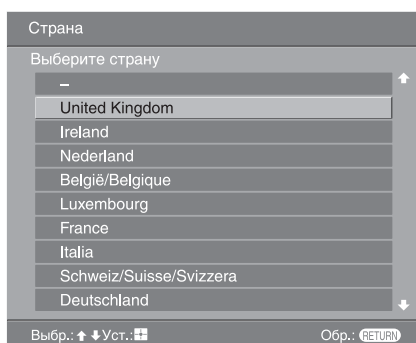 Страна
Выберите страну
–
United Kingdom
Ireland
Nederland
België/Belgique
Luxembourg
France
Italia
Schweiz/Suisse/Svizzera
Deutschland
Выбр.: Уст.: Обр.: RETURN